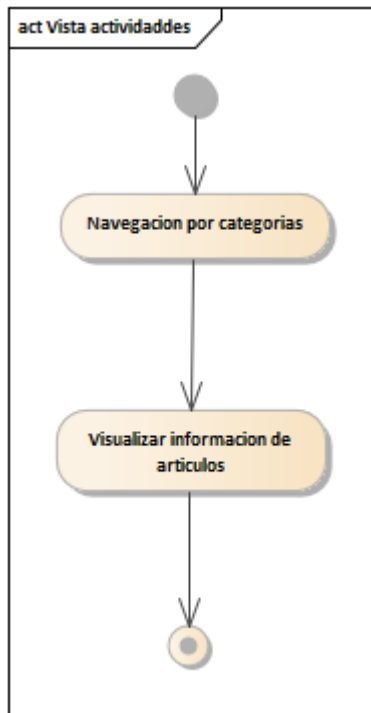 act Vista actividaddes
Navegacion por categorias
Visualizar informacion de
articulos